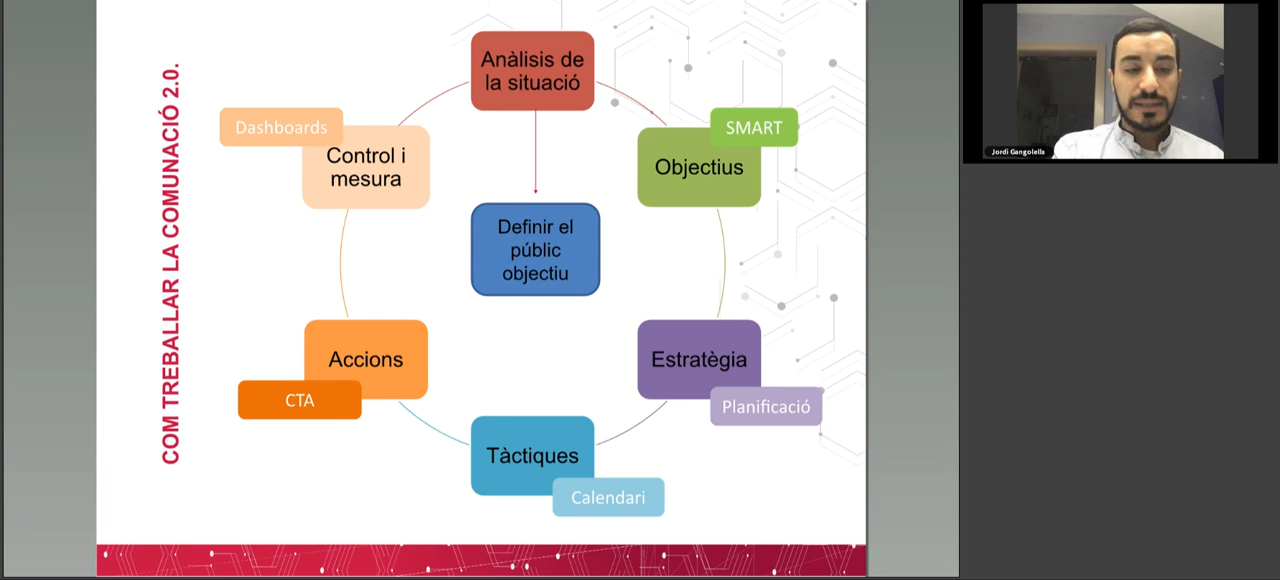 COM TREBALLAR LA COMUNACIÓ 2.0.
Anàlisis de
la situació
Dashboards
Control i
mesura
SMART
Objectius
Definir el
públic
objectiu
Accions
CTA
Estratègia
Planificació
Tàctiques
Calendari
Jordi Gangolells